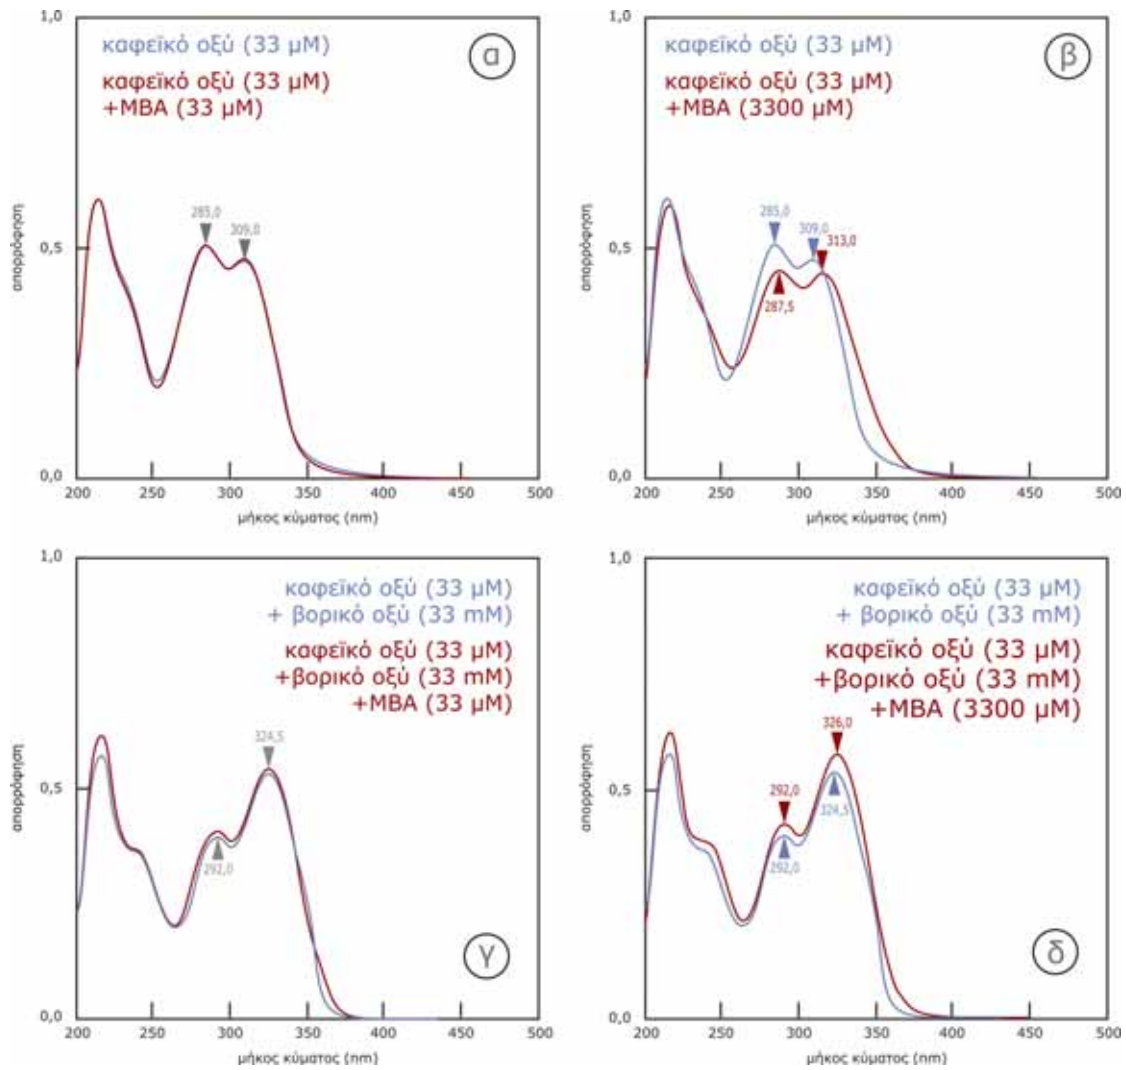 1,0
καφεϊκό οξύ (33 μM)
καφεϊκό οξύ (33 μM)
+MBA (33 μM)
α
απορρόφηση
0,5
285,0
309,0
0,0
200 250 300 350 400 450 500
μήκος κύματος (nm)
1,0
καφεϊκό οξύ (33 μM)
καφεϊκό οξύ (33 μM)
+MBA (3300 μM)
β
απορρόφηση
0,5
285,0
309,0
313,0
287,5
0,0
200 250 300 350 400 450 500
μήκος κύματος (nm)
1,0
καφεϊκό οξύ (33 μM)
+ βορικό οξύ (33 mM)
καφεϊκό οξύ (33 μM)
+βορικό οξύ (33 mM)
+MBA (33 μM)
απορρόφηση
0,5
324,5
292,0
γ
0,0
200 250 300 350 400 450 500
μήκος κύματος (nm)
1,0
καφεϊκό οξύ (33 μM)
+ βορικό οξύ (33 mM)
καφεϊκό οξύ (33 μM)
+βορικό οξύ (33 mM)
+MBA (3300 μM)
απορρόφηση
0,5
326,0
292,0
324,5
292,0
δ
0,0
200 250 300 350 400 450 500
μήκος κύματος (nm)